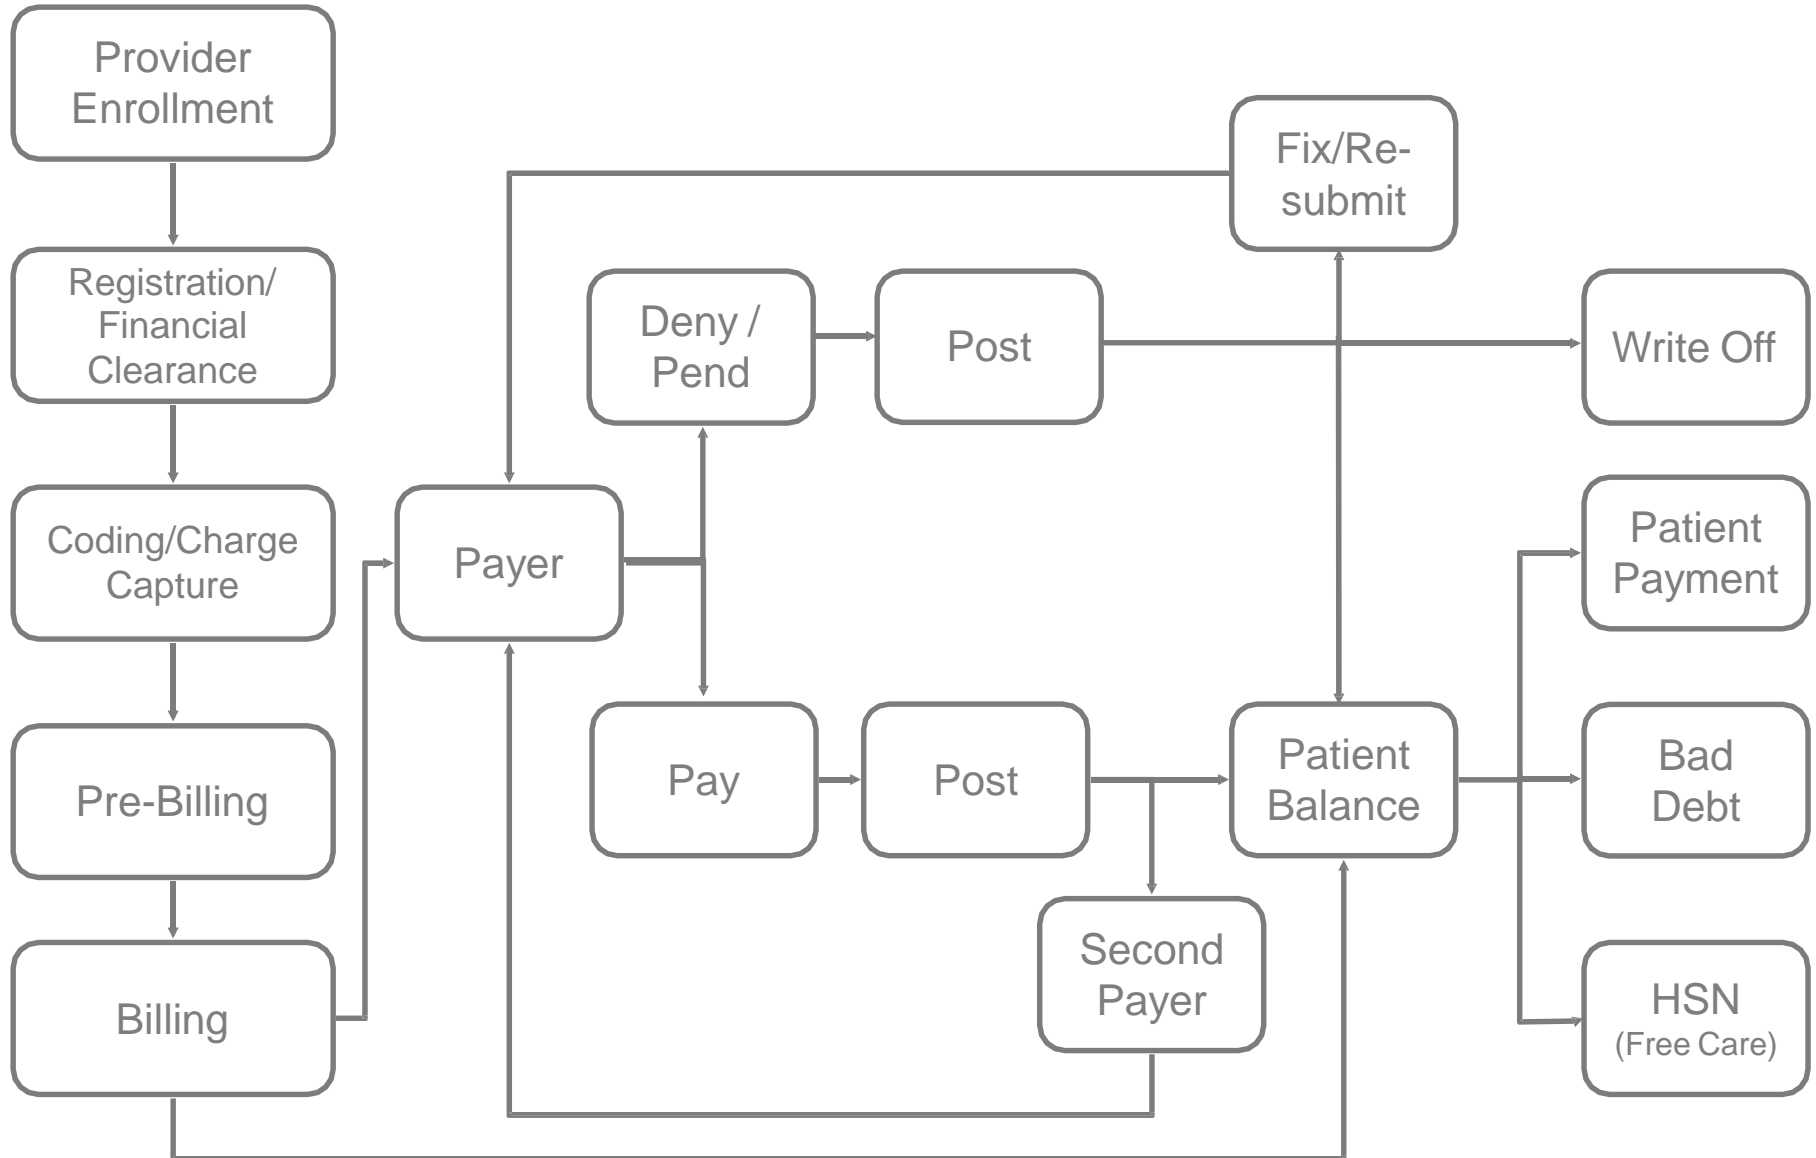 Provider
Enrollment
Registration/
Financial
Clearance
Coding/Charge
Capture
Pre-Billing
Billing
Payer
Deny /
Pend
Post
Fix/Re-
submit
Write Off
Pay
Post
Second
Payer
Patient
Balance
Patient
Payment
Bad
Debt
HSN
(Free Care)